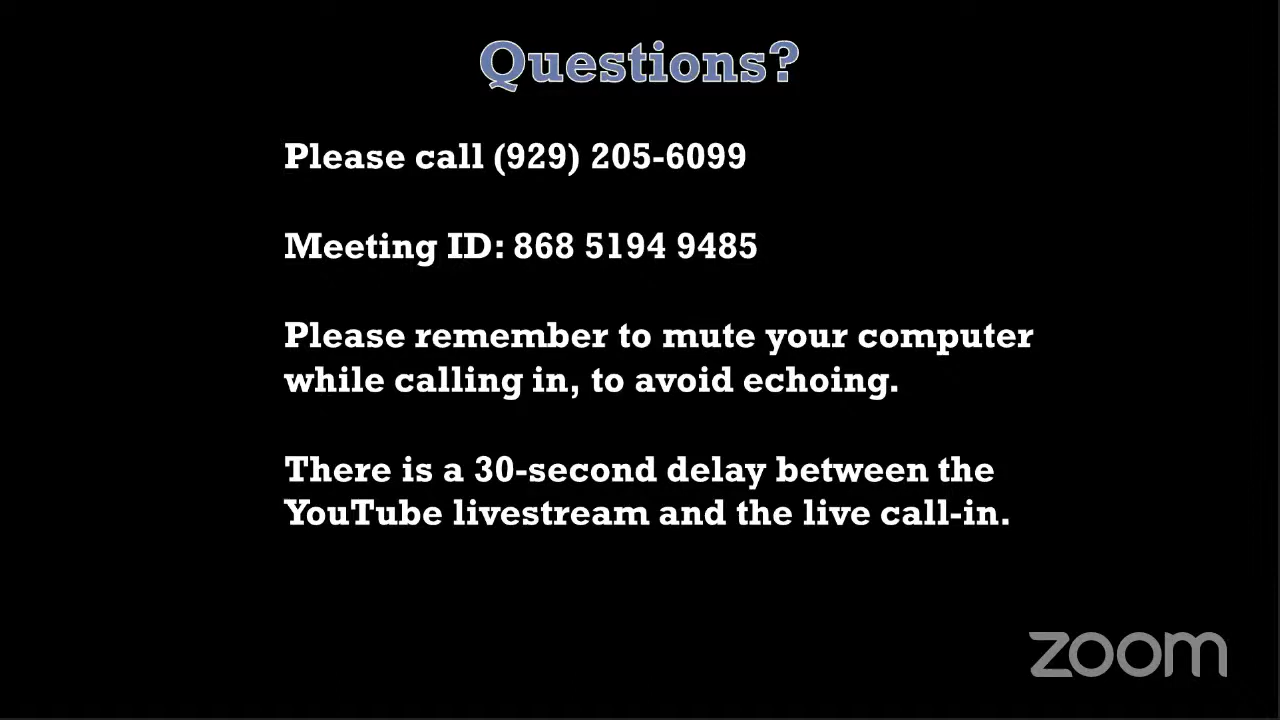 Questions?
Please call (929) 205-6099
Meeting ID: 868 5194 9485
Please remember to mute your computer
while calling in, to avoid echoing.
There is a 30-second delay between the
YouTube livestream and the live call-in.
zoom